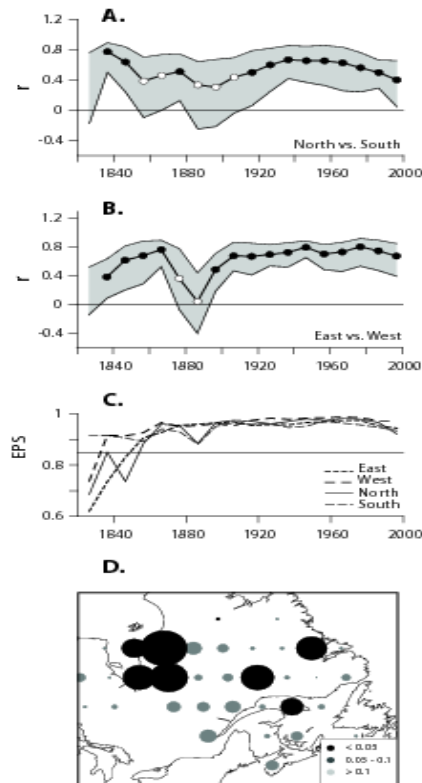 A.
1.2
0.8
0.4
0
-0.4
r
North vs. South
1840 1880 1920 1960 2000
B.
1.2
0.8
0.4
0
-0.4
r
East vs. West
1840 1880 1920 1960 2000
C.
1
0.8
0.6
EPS
East
West
North
South
1840 1880 1920 1960 2000
D.
< 0.05
0.05 - 0.1
> 0.1